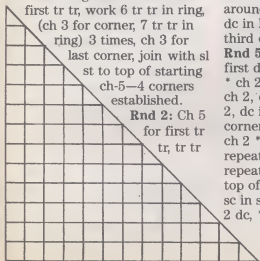 first tr tr, work 6 tr tr in ring,
(ch 3 for corner, 7 tr tr in
ring) 3 times, ch 3 for
last corner, join with sl
st to top of starting
ch-5—4 corners
established.
Rnd 2: Ch 5
for first tr
tr, tr tr
aroun
dc in
third
Rnd 5
first d
* ch 2
ch 2,
2, dc i
corner
ch 2 *
repeat
repeat
top of
sc in s
2 dc,